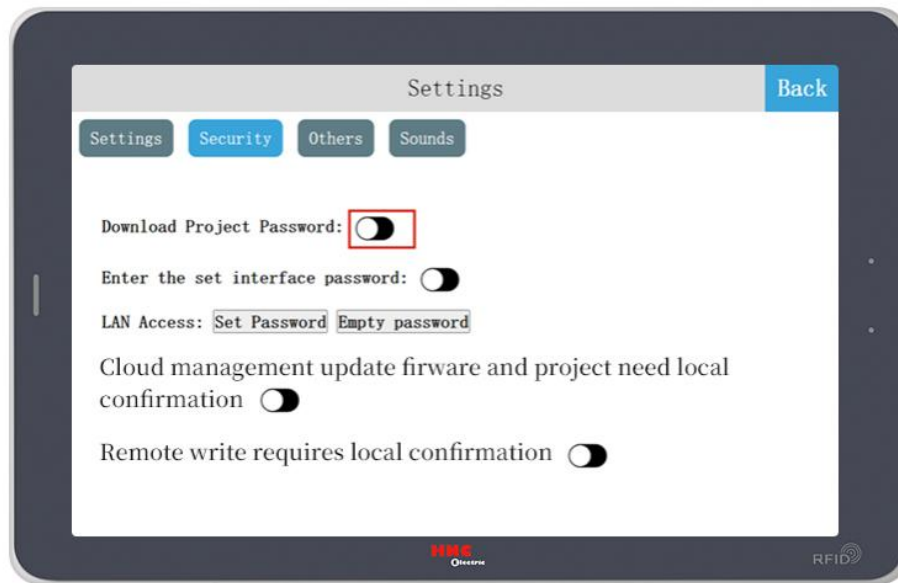 Settings
Back
Settings Security Others Sounds
Download Project Password:
Enter the set interface password:
LAN Access: Set Password Empty password
Cloud management update firware and project need local
confirmation
Remote write requires local confirmation
HMG
Electric
RFID